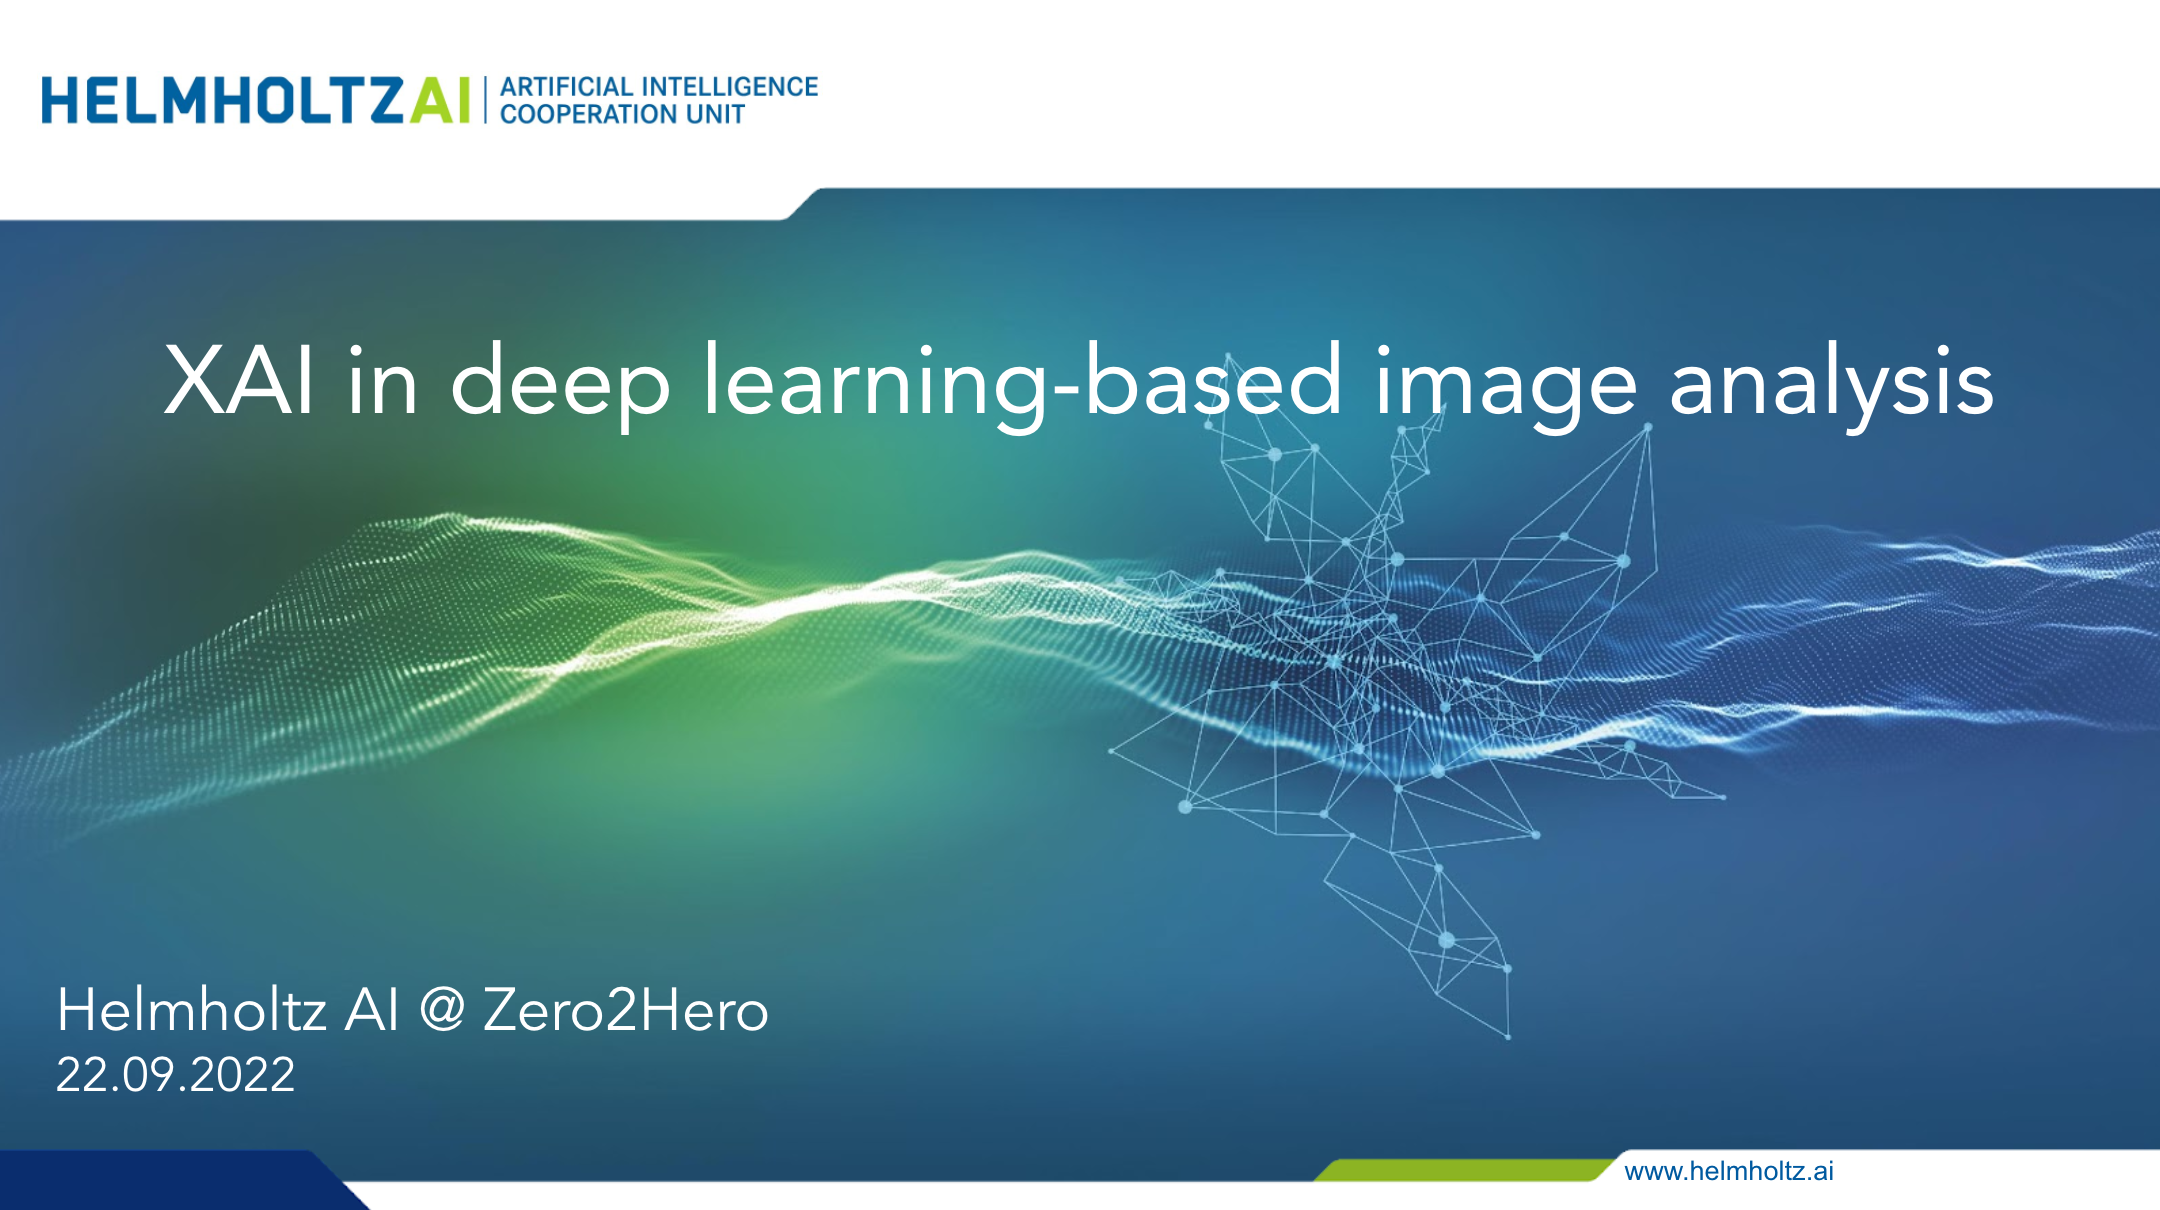 HELMHOLTZAI
ARTIFICIAL INTELLIGENCE
COOPERATION UNIT
XAI in deep learning-based image analysis
Helmholtz AI @ Zero2Hero
22.09.2022
www.helmholtz.ai